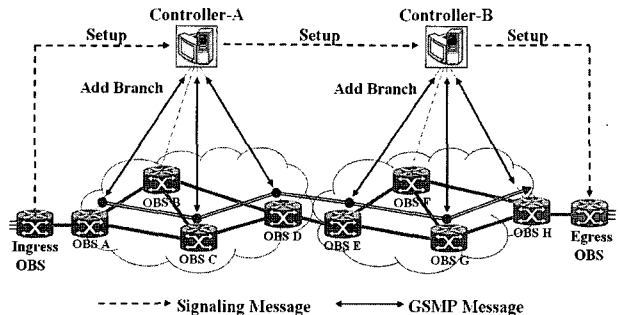 Controller-A
Controller-B
Setup
Setup
Setup
Add Branch
Add Branch
OBS B
OBS F
Ingress
OBS
OBS A
OBS C
OBS D
OBS E
OBS G
OBS H
Egress
OBS
Signaling Message
GSMP Message